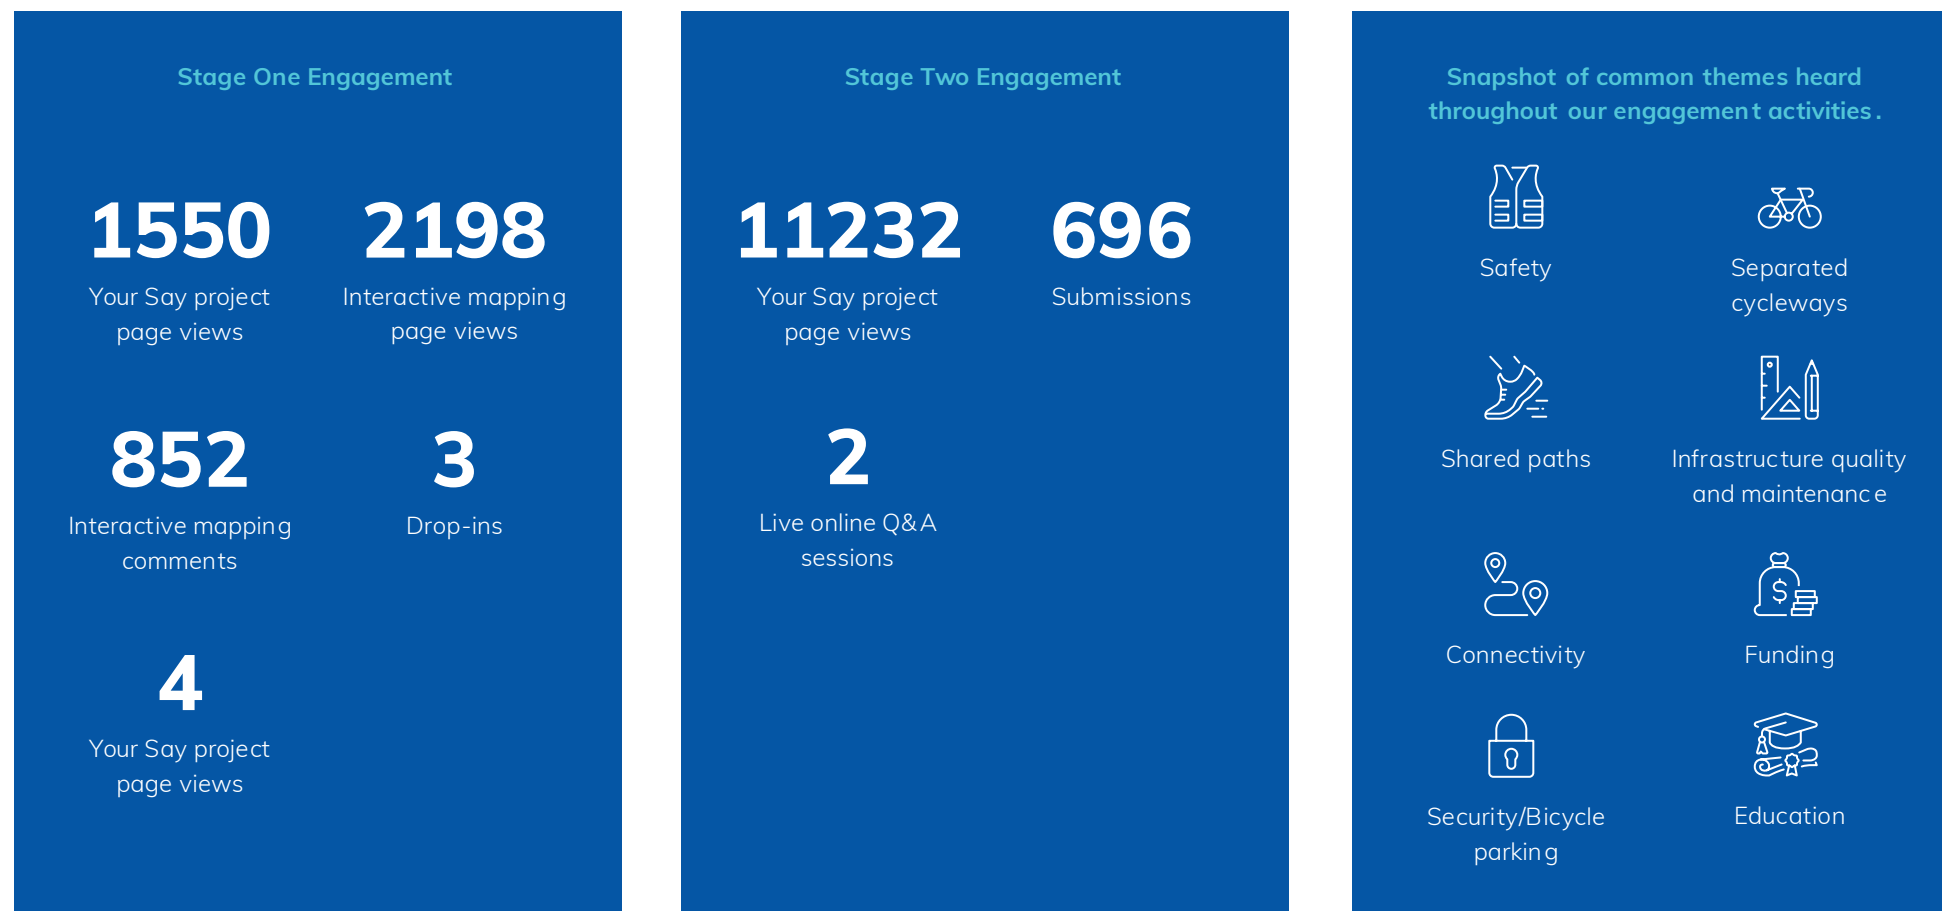 Stage One Engagement
1550
Your Say project
page views
2198
Interactive mapping
page views
852
Interactive mapping
comments
3
Drop-ins
4
Your Say project
page views
Stage Two Engagement
11232
Your Say project
page views
696
Submissions
2
Live online Q&A
sessions
Snapshot of common themes heard
throughout our engagement activities.
Safety
Separated
cycleways
Shared paths
Infrastructure quality
and maintenance
Connectivity
$
Funding
Security/Bicycle
parking
Education